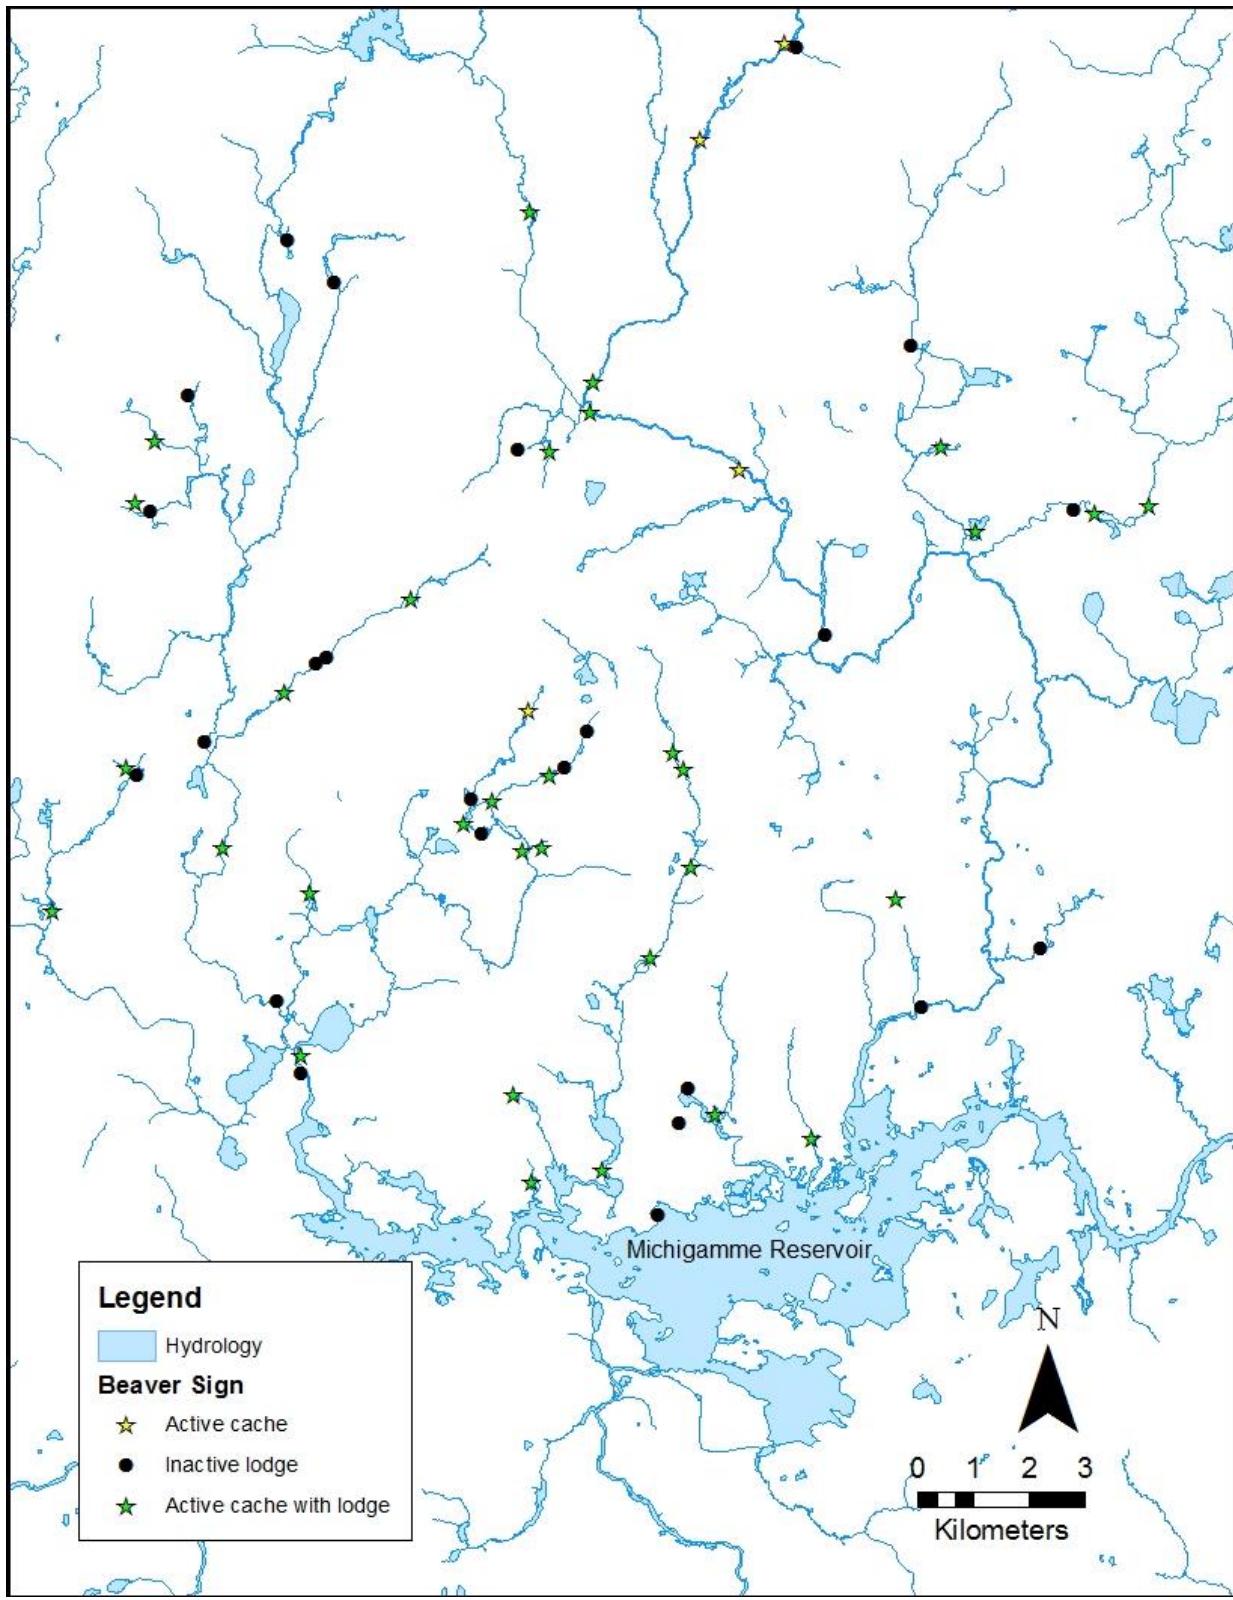 Michigamme Reservoir
Legend
Hydrology
Beaver Sign
Active cache
Inactive lodge
Active cache with lodge
N
0 1 2 3
Kilometers